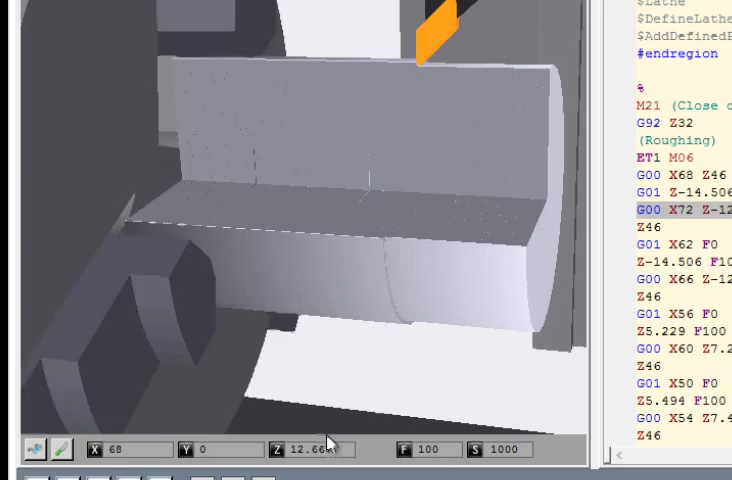 $Lathe
$DefineLathe
$AddDefinedP
#endregion
%
M21 (Close d
G92 Z32
(Roughing)
ET1 M06
G00 X68 Z46
G01 Z-14.506
G00 X72 Z-12
Z46
G01 X62 F0
Z-14.506 F10
G00 X66 Z-12
Z46
G01 X56 F0
Z5.229 F100
G00 X60 Z7.2
Z46
G01 X50 F0
Z5.494 F100
G00 X54 Z7.4
Z46
X 68 Y 0 Z 12.66 F 100 S 1000